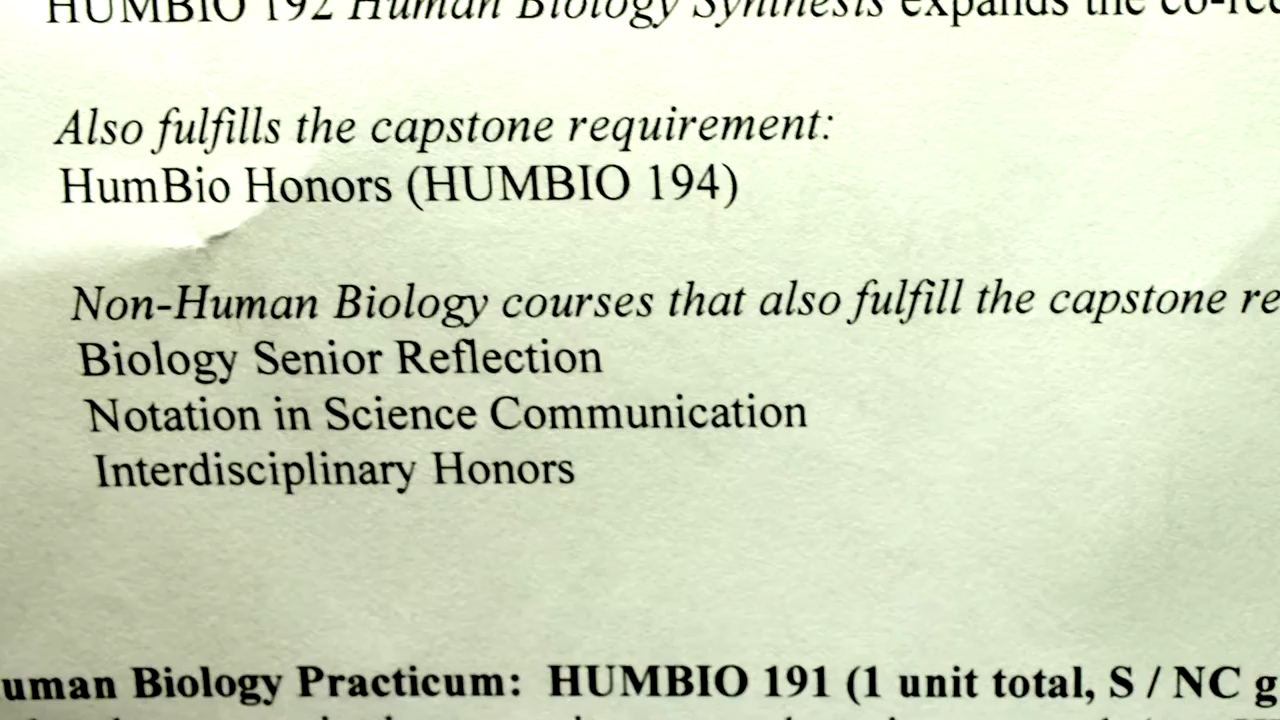 HUMBIO 192 Human Biology Synthesis expands the
Also fulfills the capstone requirement:
HumBio Honors (HUMBIO 194)
Non-Human Biology courses that also fulfill the capstone re
Biology Senior Reflection
Notation in Science Communication
Interdisciplinary Honors
uman Biology Practicum: HUMBIO 191 (1 unit total, S / NC g